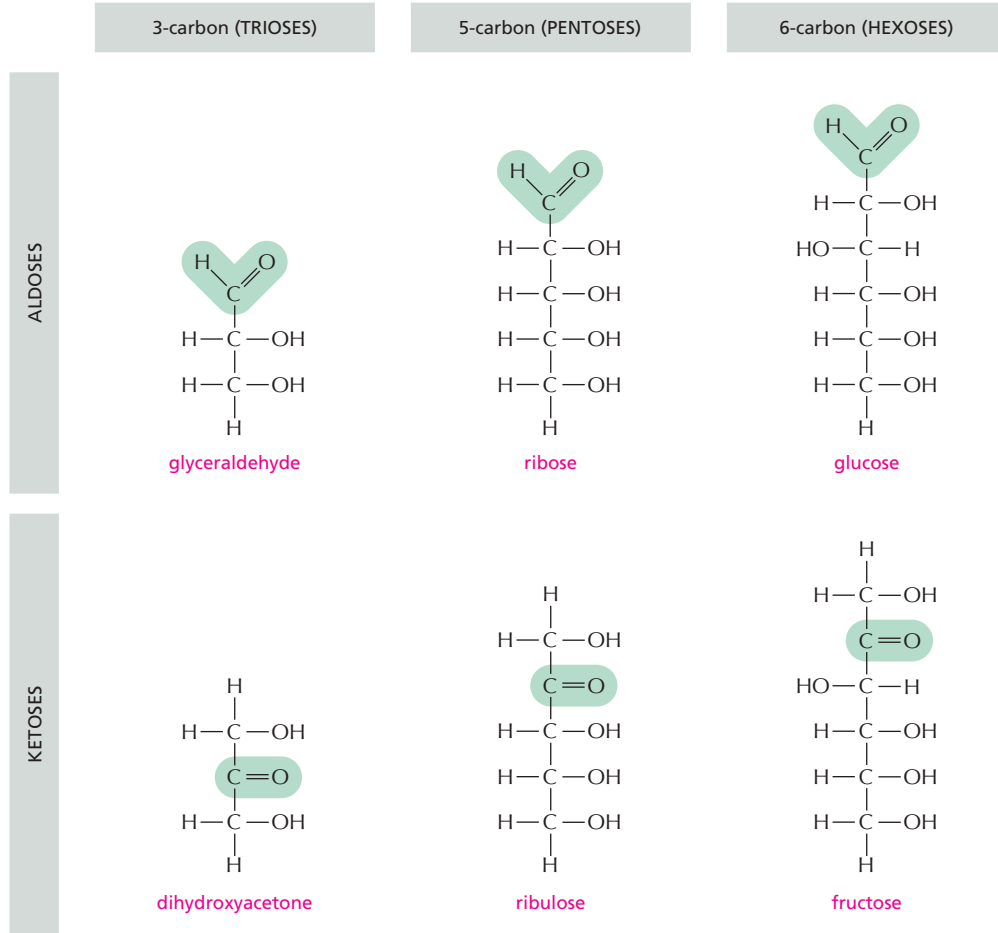 3-carbon (TRIOSES)
5-carbon (PENTOSES)
6-carbon (HEXOSES)
ALDOSES
H O
C
H—C—OH
H—C—OH
H
glyceraldehyde
H O
C
H—C—OH
H—C—OH
H—C—OH
H—C—OH
H
ribose
H O
C
H—C—OH
HO—C—H
H—C—OH
H—C—OH
H—C—OH
H
glucose
KETOSES
H
H—C—OH
C=O
H—C—OH
H
dihydroxyacetone
H
H—C—OH
C=O
H—C—OH
H—C—OH
H—C—OH
H
ribulose
H
H—C—OH
C=O
HO—C—H
H—C—OH
H—C—OH
H—C—OH
H
fructose